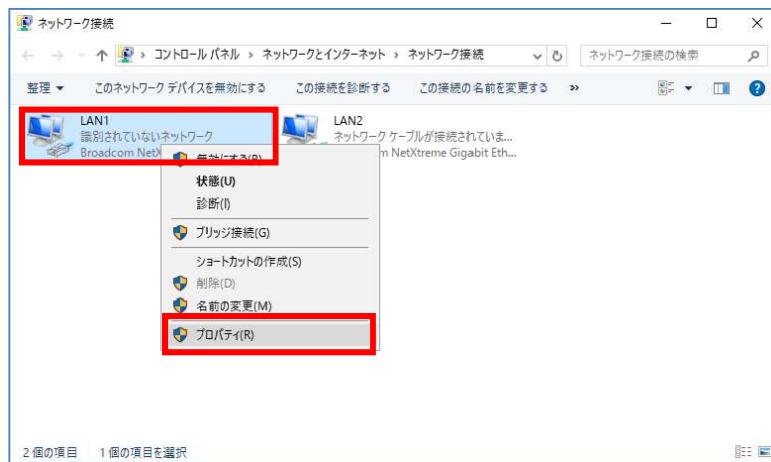 ネットワーク接続
コントロール パネル › ネットワークとインターネット › ネットワーク接続
ネットワーク接続の検索
整理 このネットワーク デバイスを無効にする この接続を診断する この接続の名前を変更する »
LAN1
識別されていないネットワーク
Broadcom NetX
LAN2
ネットワーク ケーブルが接続されていま...
m NetXtreme Gigabit Eth...
無効にする(B)
状態(U)
診断(I)
ブリッジ接続(G)
ショートカットの作成(S)
削除(D)
名前の変更(M)
プロパティ(R)
2 個の項目 1 個の項目を選択